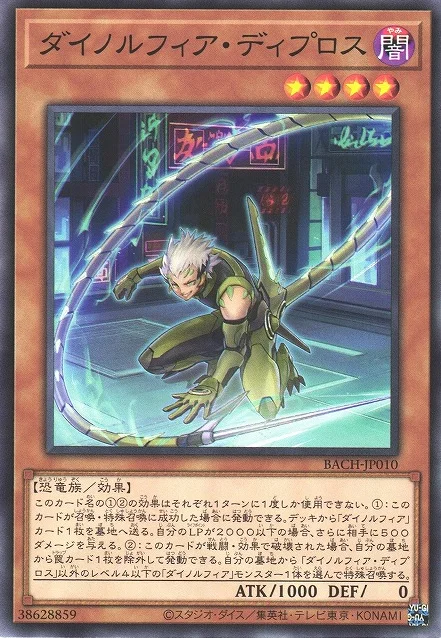 ダイノルフィア・ディプロス
闇
BACH-JP010
【恐竜族／効果】
このカード名の①②の効果はそれぞれ1ターンに1度しか使用できない。①：この
カードが召喚・特殊召喚に成功した場合に発動できる。デッキから「ダイノルフィア」
カード1枚を墓地へ送る。自分のLPが2000以下の場合、さらに相手に500
ダメージを与える。②：このカードが戦闘・効果で破壊された場合、自分の墓地
から罠カード1枚を除外して発動できる。自分の墓地から「ダイノルフィア・ディプロ
ス」以外のレベル4以下の「ダイノルフィア」モンスター1体を選んで特殊召喚する。
ATK/1000 DEF/ 0
38628859 ©スタジオ・ダイス／集英社・テレビ東京・KONAMI